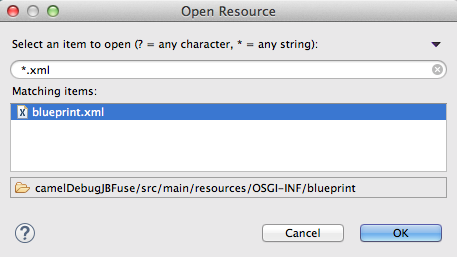 Open Resource
Select an item to open (? = any character, * = any string):
*.xml
Matching items:
blueprint.xml
camelDebugJBFuse/src/main/resources/OSGI-INF/blueprint
?
Cancel
OK